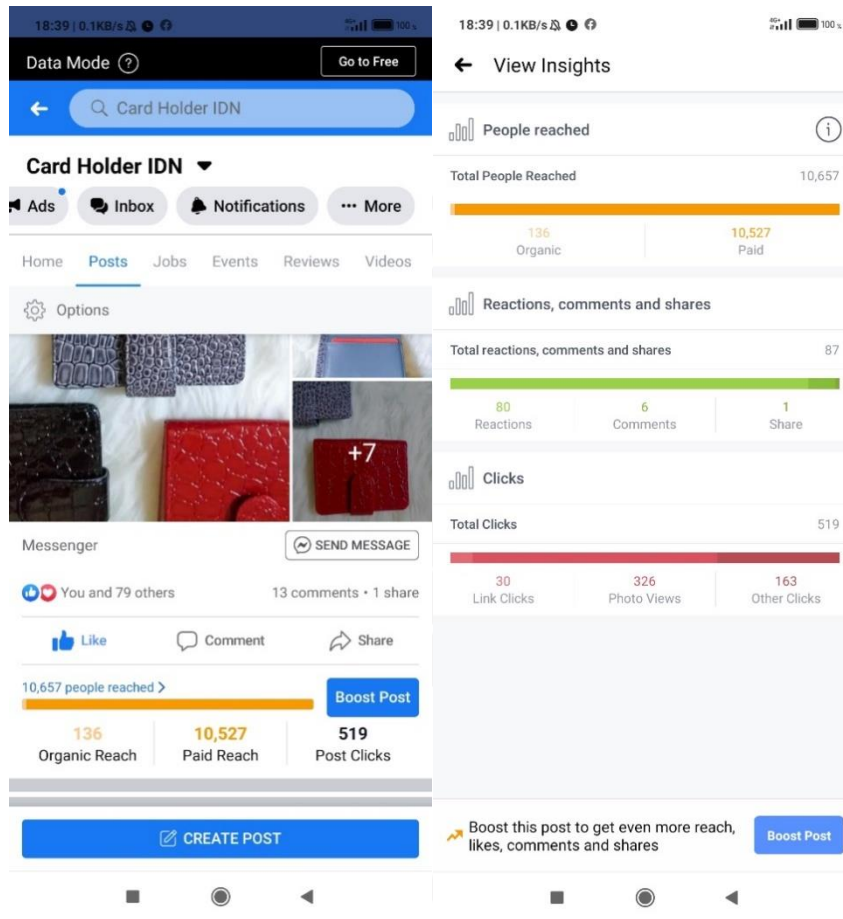 18:39 | 0.1KB/s
100
Data Mode ?
Go to Free
Card Holder IDN
Card Holder IDN
Ads
Inbox
Notifications
More
Home Posts Jobs Events Reviews Videos
Options
+7
Messenger
SEND MESSAGE
You and 79 others
13 comments • 1 share
Like
Comment
Share
10,657 people reached
Boost Post
136 10,527 519
Organic Reach Paid Reach Post Clicks
CREATE POST
18:39 | 0.1KB/s
100
View Insights
People reached
Total People Reached 10,657
136 10,527
Organic Paid
Reactions, comments and shares
Total reactions, comments and shares 87
80 6 1
Reactions Comments Share
Clicks
Total Clicks 519
30 326 163
Link Clicks Photo Views Other Clicks
Boost this post to get even more reach,
likes, comments and shares
Boost Post